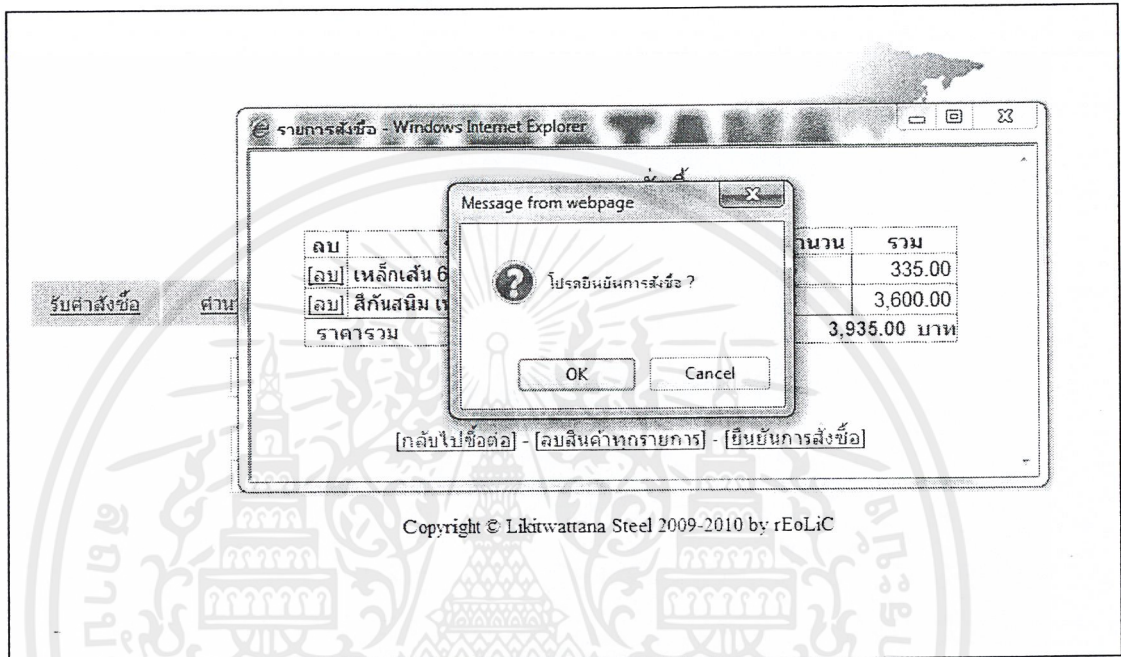 รายการสั่งซื้อ - Windows Internet Explorer
Message from webpage
ลบ รวม
[ลบ] เหล็กเส้น 6 335.00
[ลบ] สีกันสนิม 3,600.00
ราคารวม 3,935.00 บาท
โปรดยืนยันการสั่งซื้อ ?
OK Cancel
รับคำสั่งซื้อ
[กลับไปซื้อต่อ] - [ลบสินค้าทุกรายการ] - [ยืนยันการสั่งซื้อ]
Copyright © Likitwattana Steel 2009-2010 by rEoLiC